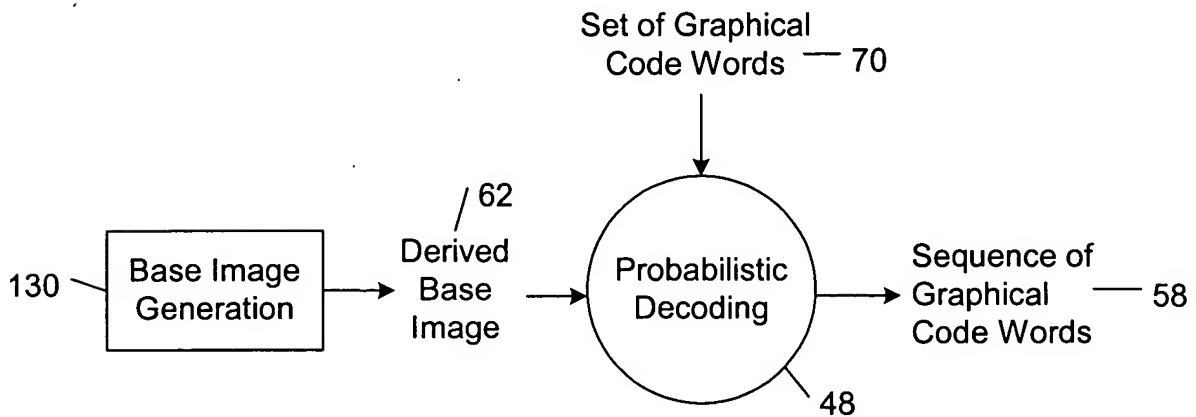 Set of Graphical
Code Words 70
62
130 Base Image
Generation
Derived
Base
Image
Probabilistic
Decoding
Sequence of
Graphical
Code Words 58
48